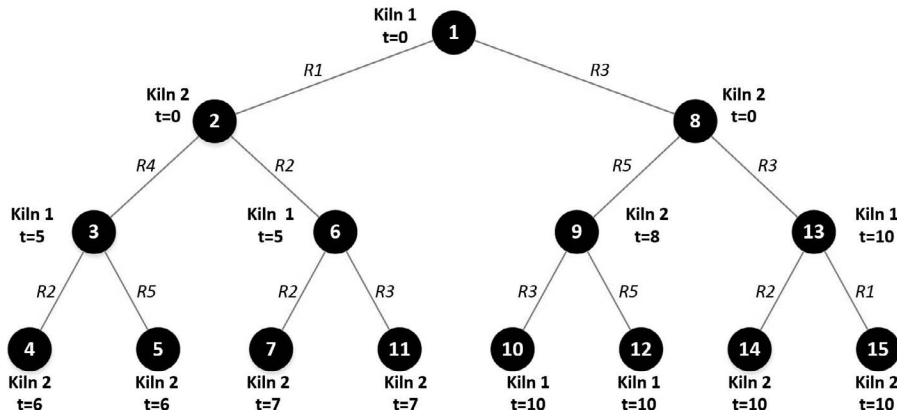 Kiln 1
t=0
1
R1
R3
Kiln 2
t=0
2
8
Kiln 2
t=0
R4
R2
R5
R3
Kiln 1
t=5
3
Kiln 1
t=5
6
9
Kiln 2
t=8
13
Kiln 1
t=10
R2
R5
R2
R3
R3
R5
R2
R1
4
5
7
11
10
12
14
15
Kiln 2
t=6
Kiln 2
t=6
Kiln 2
t=7
Kiln 2
t=7
Kiln 1
t=10
Kiln 1
t=10
Kiln 2
t=10
Kiln 2
t=10